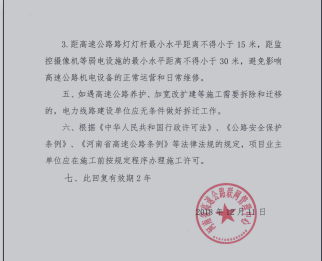 3.距高速公路路灯灯杆最小水平距离不得小于 15 米，距监
控摄像机等弱电设施的最小水平距离不得小于 30 米，避免影响
高速公路机电设备的正常运营和日常维修。
五、如遇高速公路养护、加宽改扩建等施工需要拆除和迁移
的，电力线路建设单位应无条件做好拆迁工作。
六、根据《中华人民共和国行政许可法》、《公路安全保护
条例》、《河南省高速公路条例》等法律法规的规定，项目业主
单位应在施工前按规定程序办理施工许可。
七、此回复有效期 2 年
2018 年 12 月 11 日